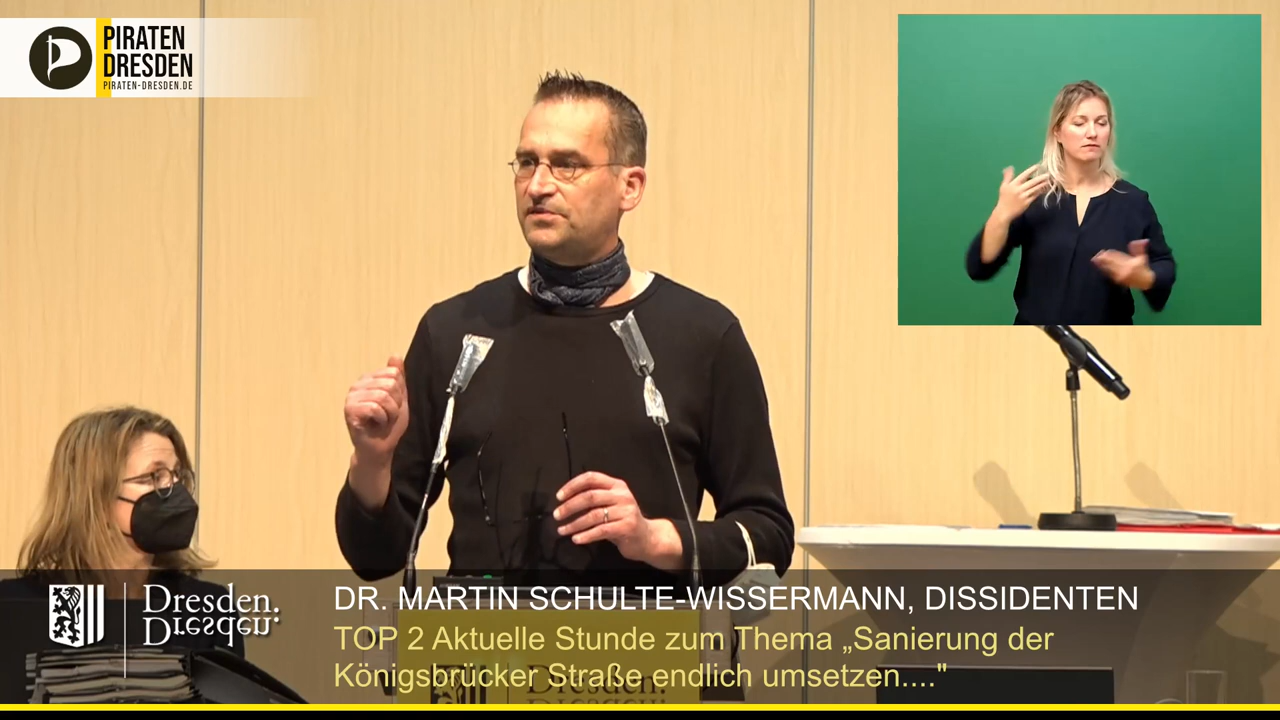 PIRATEN
DRESDEN
PIRATEN-DRESDEN.DE
Dresden.
DR. MARTIN SCHULTE-WISSERMANN, DISSIDENTEN
TOP 2 Aktuelle Stunde zum Thema „Sanierung der
Königsbrücker Straße endlich umsetzen...."
Dresden.